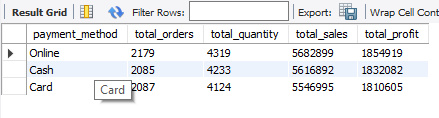 Result Grid Filter Rows: Export: Wrap Cell Cont
payment_method total_orders total_quantity total_sales total_profit
Online 2179 4319 5682899 1854919
Cash 2085 4233 5616892 1832082
Card 2087 4124 5546995 1810605
Card